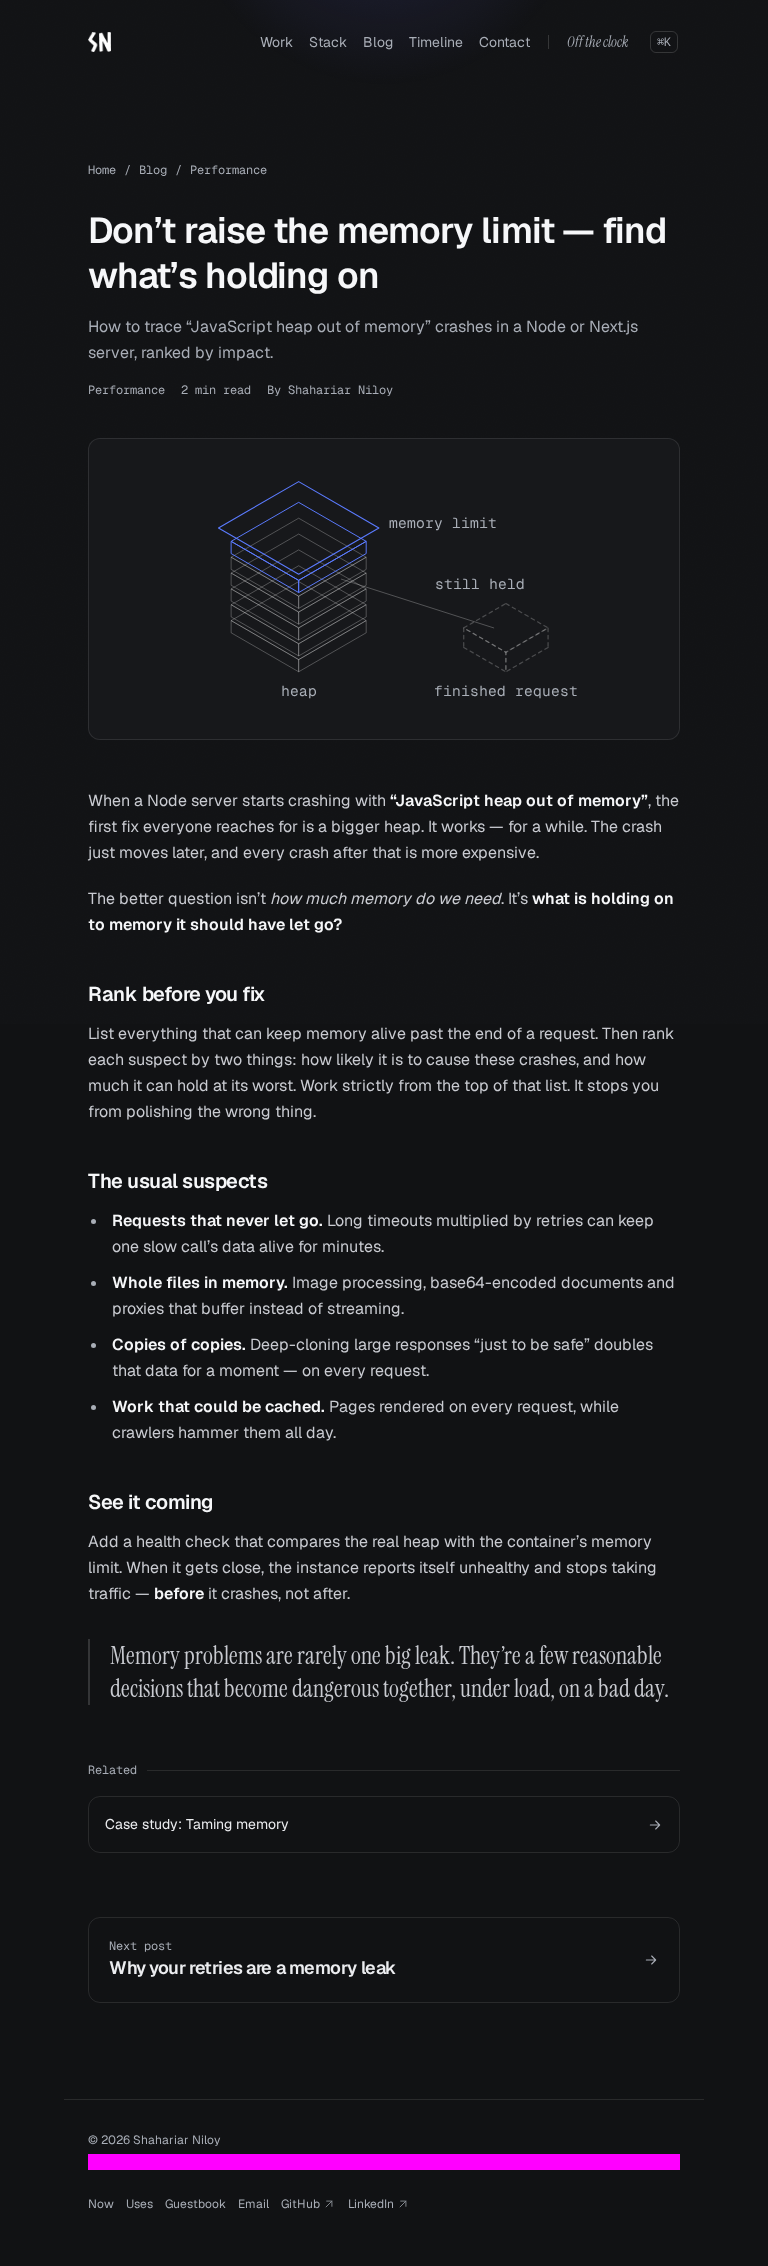 SN
Work Stack Blog Timeline Contact Off the clock ⌘K
Home / Blog / Performance
Don’t raise the memory limit — find
what’s holding on
How to trace “JavaScript heap out of memory” crashes in a Node or Next.js
server, ranked by impact.
Performance 2 min read By Shahariar Niloy
memory limit
still held
heap
finished request
When a Node server starts crashing with “JavaScript heap out of memory”, the
first fix everyone reaches for is a bigger heap. It works — for a while. The crash
just moves later, and every crash after that is more expensive.
The better question isn’t how much memory do we need. It’s what is holding on
to memory it should have let go?
Rank before you fix
List everything that can keep memory alive past the end of a request. Then rank
each suspect by two things: how likely it is to cause these crashes, and how
much it can hold at its worst. Work strictly from the top of that list. It stops you
from polishing the wrong thing.
The usual suspects
• Requests that never let go. Long timeouts multiplied by retries can keep
one slow call’s data alive for minutes.
• Whole files in memory. Image processing, base64-encoded documents and
proxies that buffer instead of streaming.
• Copies of copies. Deep-cloning large responses “just to be safe” doubles
that data for a moment — on every request.
• Work that could be cached. Pages rendered on every request, while
crawlers hammer them all day.
See it coming
Add a health check that compares the real heap with the container’s memory
limit. When it gets close, the instance reports itself unhealthy and stops taking
traffic — before it crashes, not after.
Memory problems are rarely one big leak. They’re a few reasonable
decisions that become dangerous together, under load, on a bad day.
Related
Case study: Taming memory →
Next post
Why your retries are a memory leak →
© 2026 Shahariar Niloy
Now Uses Guestbook Email GitHub ↗ LinkedIn ↗